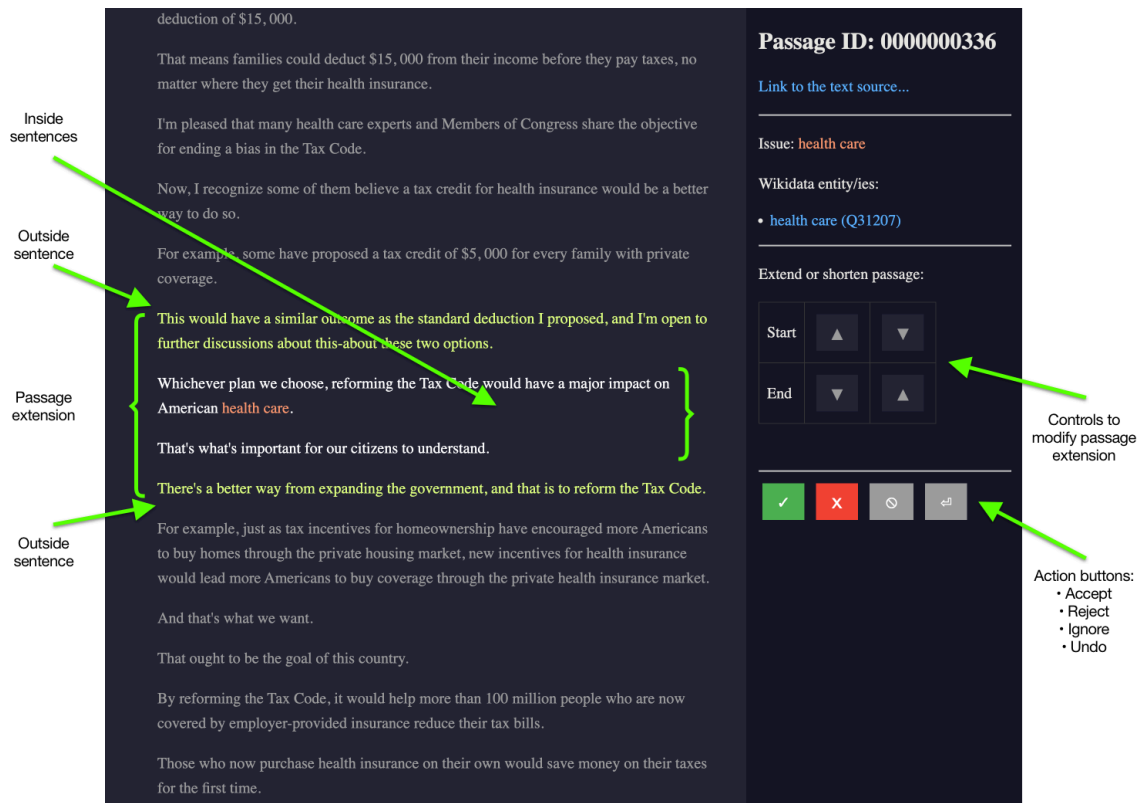 deduction of $15, 000.
That means families could deduct $15, 000 from their income before they pay taxes, no
matter where they get their health insurance.
I'm pleased that many health care experts and Members of Congress share the objective
for ending a bias in the Tax Code.
Now, I recognize some of them believe a tax credit for health insurance would be a better
way to do so.
For example, some have proposed a tax credit of $5, 000 for every family with private
coverage.
This would have a similar outcome as the standard deduction I proposed, and I'm open to
further discussions about this-about these two options.
Whichever plan we choose, reforming the Tax Code would have a major impact on
American health care.
That's what's important for our citizens to understand.
There's a better way from expanding the government, and that is to reform the Tax Code.
For example, just as tax incentives for homeownership have encouraged more Americans
to buy homes through the private housing market, new incentives for health insurance
would lead more Americans to buy coverage through the private health insurance market.
And that's what we want.
That ought to be the goal of this country.
By reforming the Tax Code, it would help more than 100 million people who are now
covered by employer-provided insurance reduce their tax bills.
Those who now purchase health insurance on their own would save money on their taxes
for the first time.
Inside
sentences
Outside
sentence
Passage
extension
Outside
sentence
Passage ID: 0000000336
Link to the text source...
Issue: health care
Wikidata entity/ies:
• health care (Q31207)
Extend or shorten passage:
Start ▲ ▼
End ▼ ▲
✓ X
Controls to
modify passage
extension
Action buttons:
• Accept
• Reject
• Ignore
• Undo